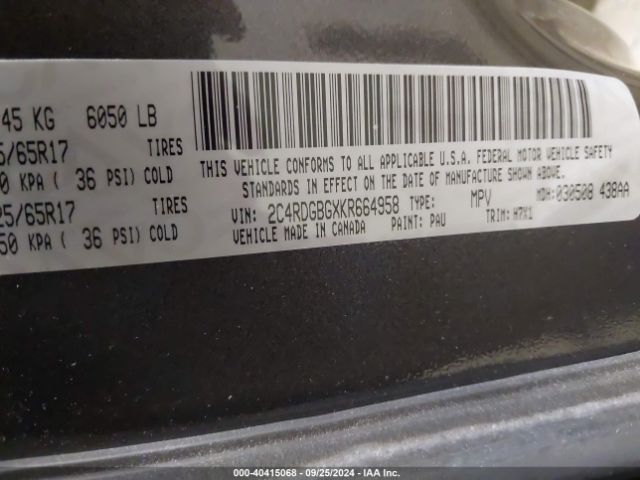 45 KG 6050 LB
5/65R17 TIRES
0 KPA ( 36 PSI) COLD
25/65R17 TIRES
50 KPA ( 36 PSI) COLD
THIS VEHICLE CONFORMS TO ALL APPLICABLE U.S.A. FEDERAL MOTOR VEHICLE SAFETY
STANDARDS IN EFFECT ON THE DATE OF MANUFACTURE SHOWN ABOVE.
VIN: 2C4RDGBGXKR664958 TYPE: MPV MDH: 030508 438AA
VEHICLE MADE IN CANADA PAINT: PAU TRIM: H7X1
000-40415068 - 09/25/2024 - IAA Inc.